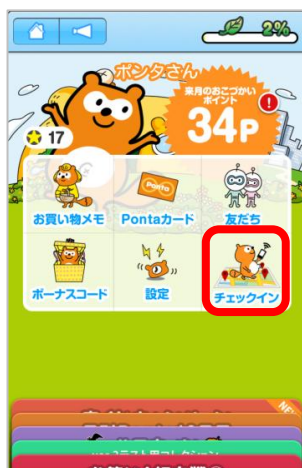 2%
ポンタさん
来月のおこづかい
ポイント
34P
17
Ponta
お買い物メモ
Pontaカード
友だち
ボーナスコード
設定
チェックイン
NEW